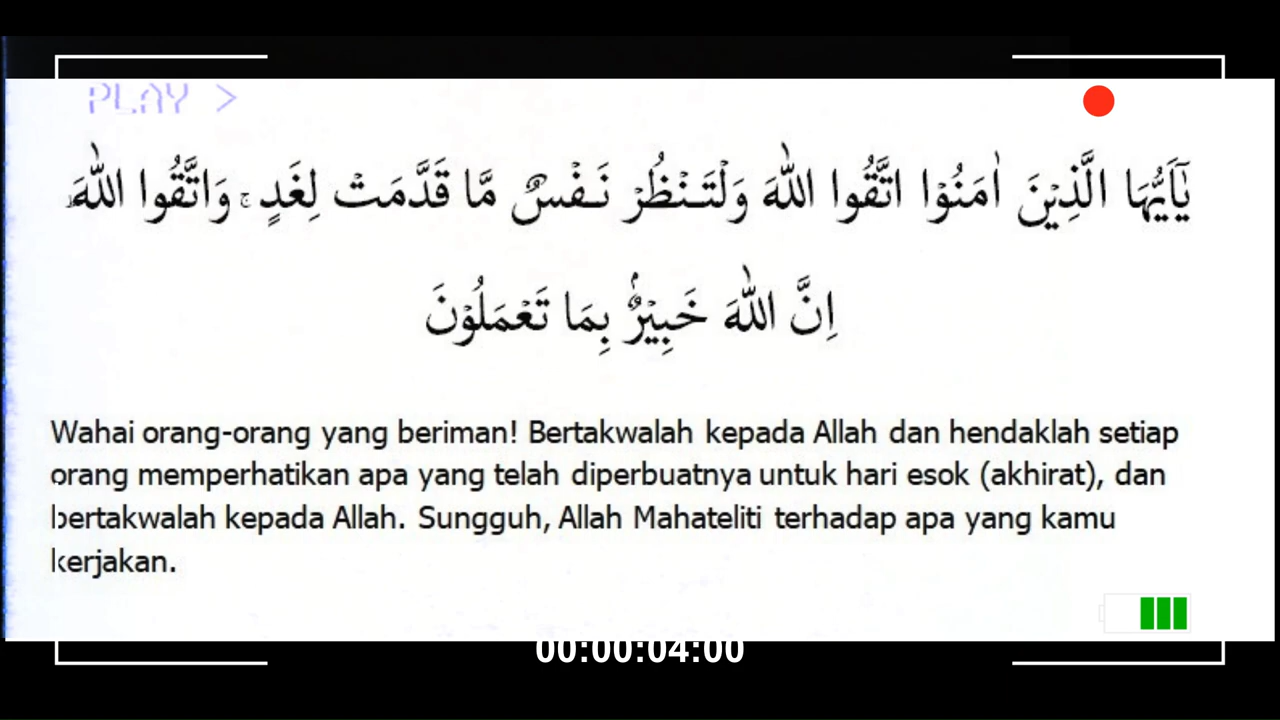 PLAY >
يٰٓاَيُّهَا الَّذِيْنَ اٰمَنُوْا اتَّقُوا اللّٰهَ وَلْتَنْظُرْ نَفْسٌ مَّا قَدَّمَتْ لِغَدٍ ۚ وَاتَّقُوا اللّٰهَ ۗ
اِنَّ اللّٰهَ خَبِيْرٌۢ بِمَا تَعْمَلُوْنَ
Wahai orang-orang yang beriman! Bertakwalah kepada Allah dan hendaklah setiap
orang memperhatikan apa yang telah diperbuatnya untuk hari esok (akhirat), dan
bertakwalah kepada Allah. Sungguh, Allah Mahateliti terhadap apa yang kamu
kerjakan.
00:00:04:00